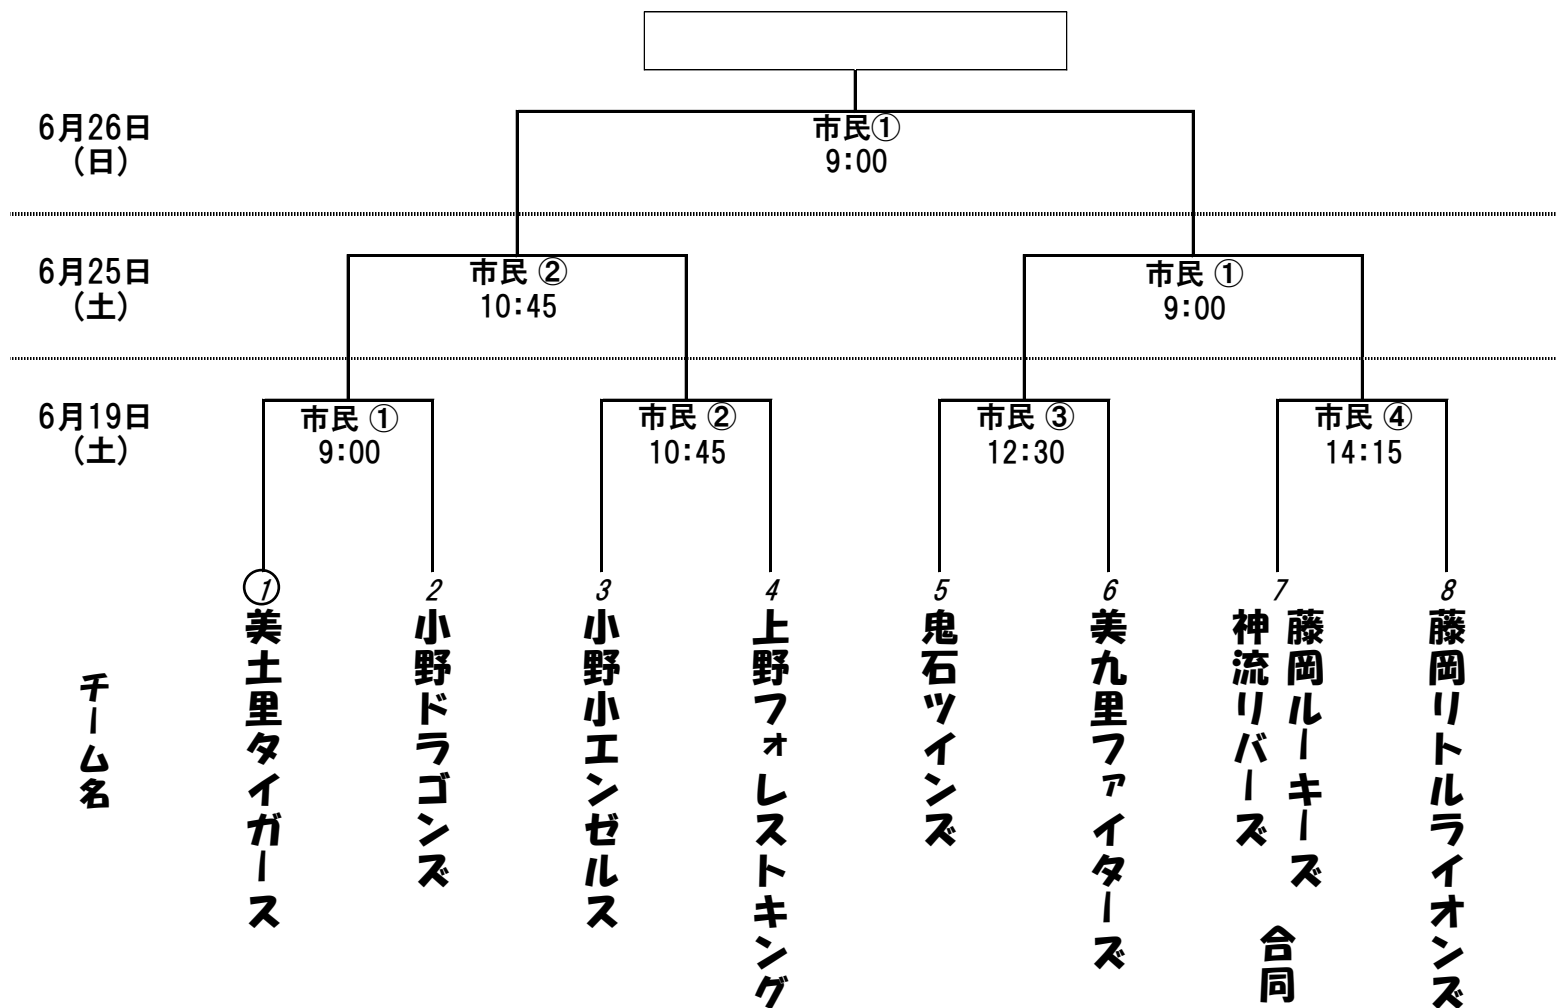 6月26日
(日)
市民①
9:00
6月25日
(土)
市民 ②
10:45
市民 ①
9:00
6月19日
(土)
市民 ①
9:00
市民 ②
10:45
市民 ③
12:30
市民 ④
14:15
チーム名
1
美土里タイガース
2
小野ドラゴンズ
3
小野小エンゼルス
4
上野フォレストキング
5
鬼石ツインズ
6
美九里ファイターズ
7
藤岡ルーキーズ
神流リバーズ
合同
8
藤岡リトルライオンズ